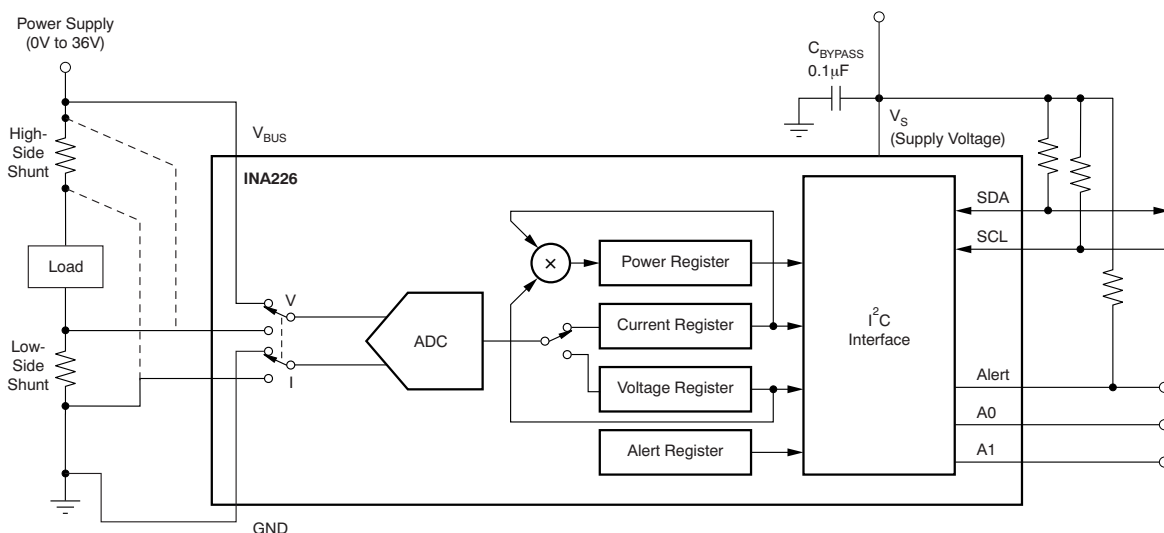 Power Supply
(0V to 36V)
C_BYPASS
0.1μF
High-
Side
Shunt
V_BUS
V_S
(Supply Voltage)
INA226
SDA
SCL
×
Power Register
Load
V
ADC
Current Register
I²C
Interface
Low-
Side
Shunt
I
Voltage Register
Alert
A0
Alert Register
A1
GND